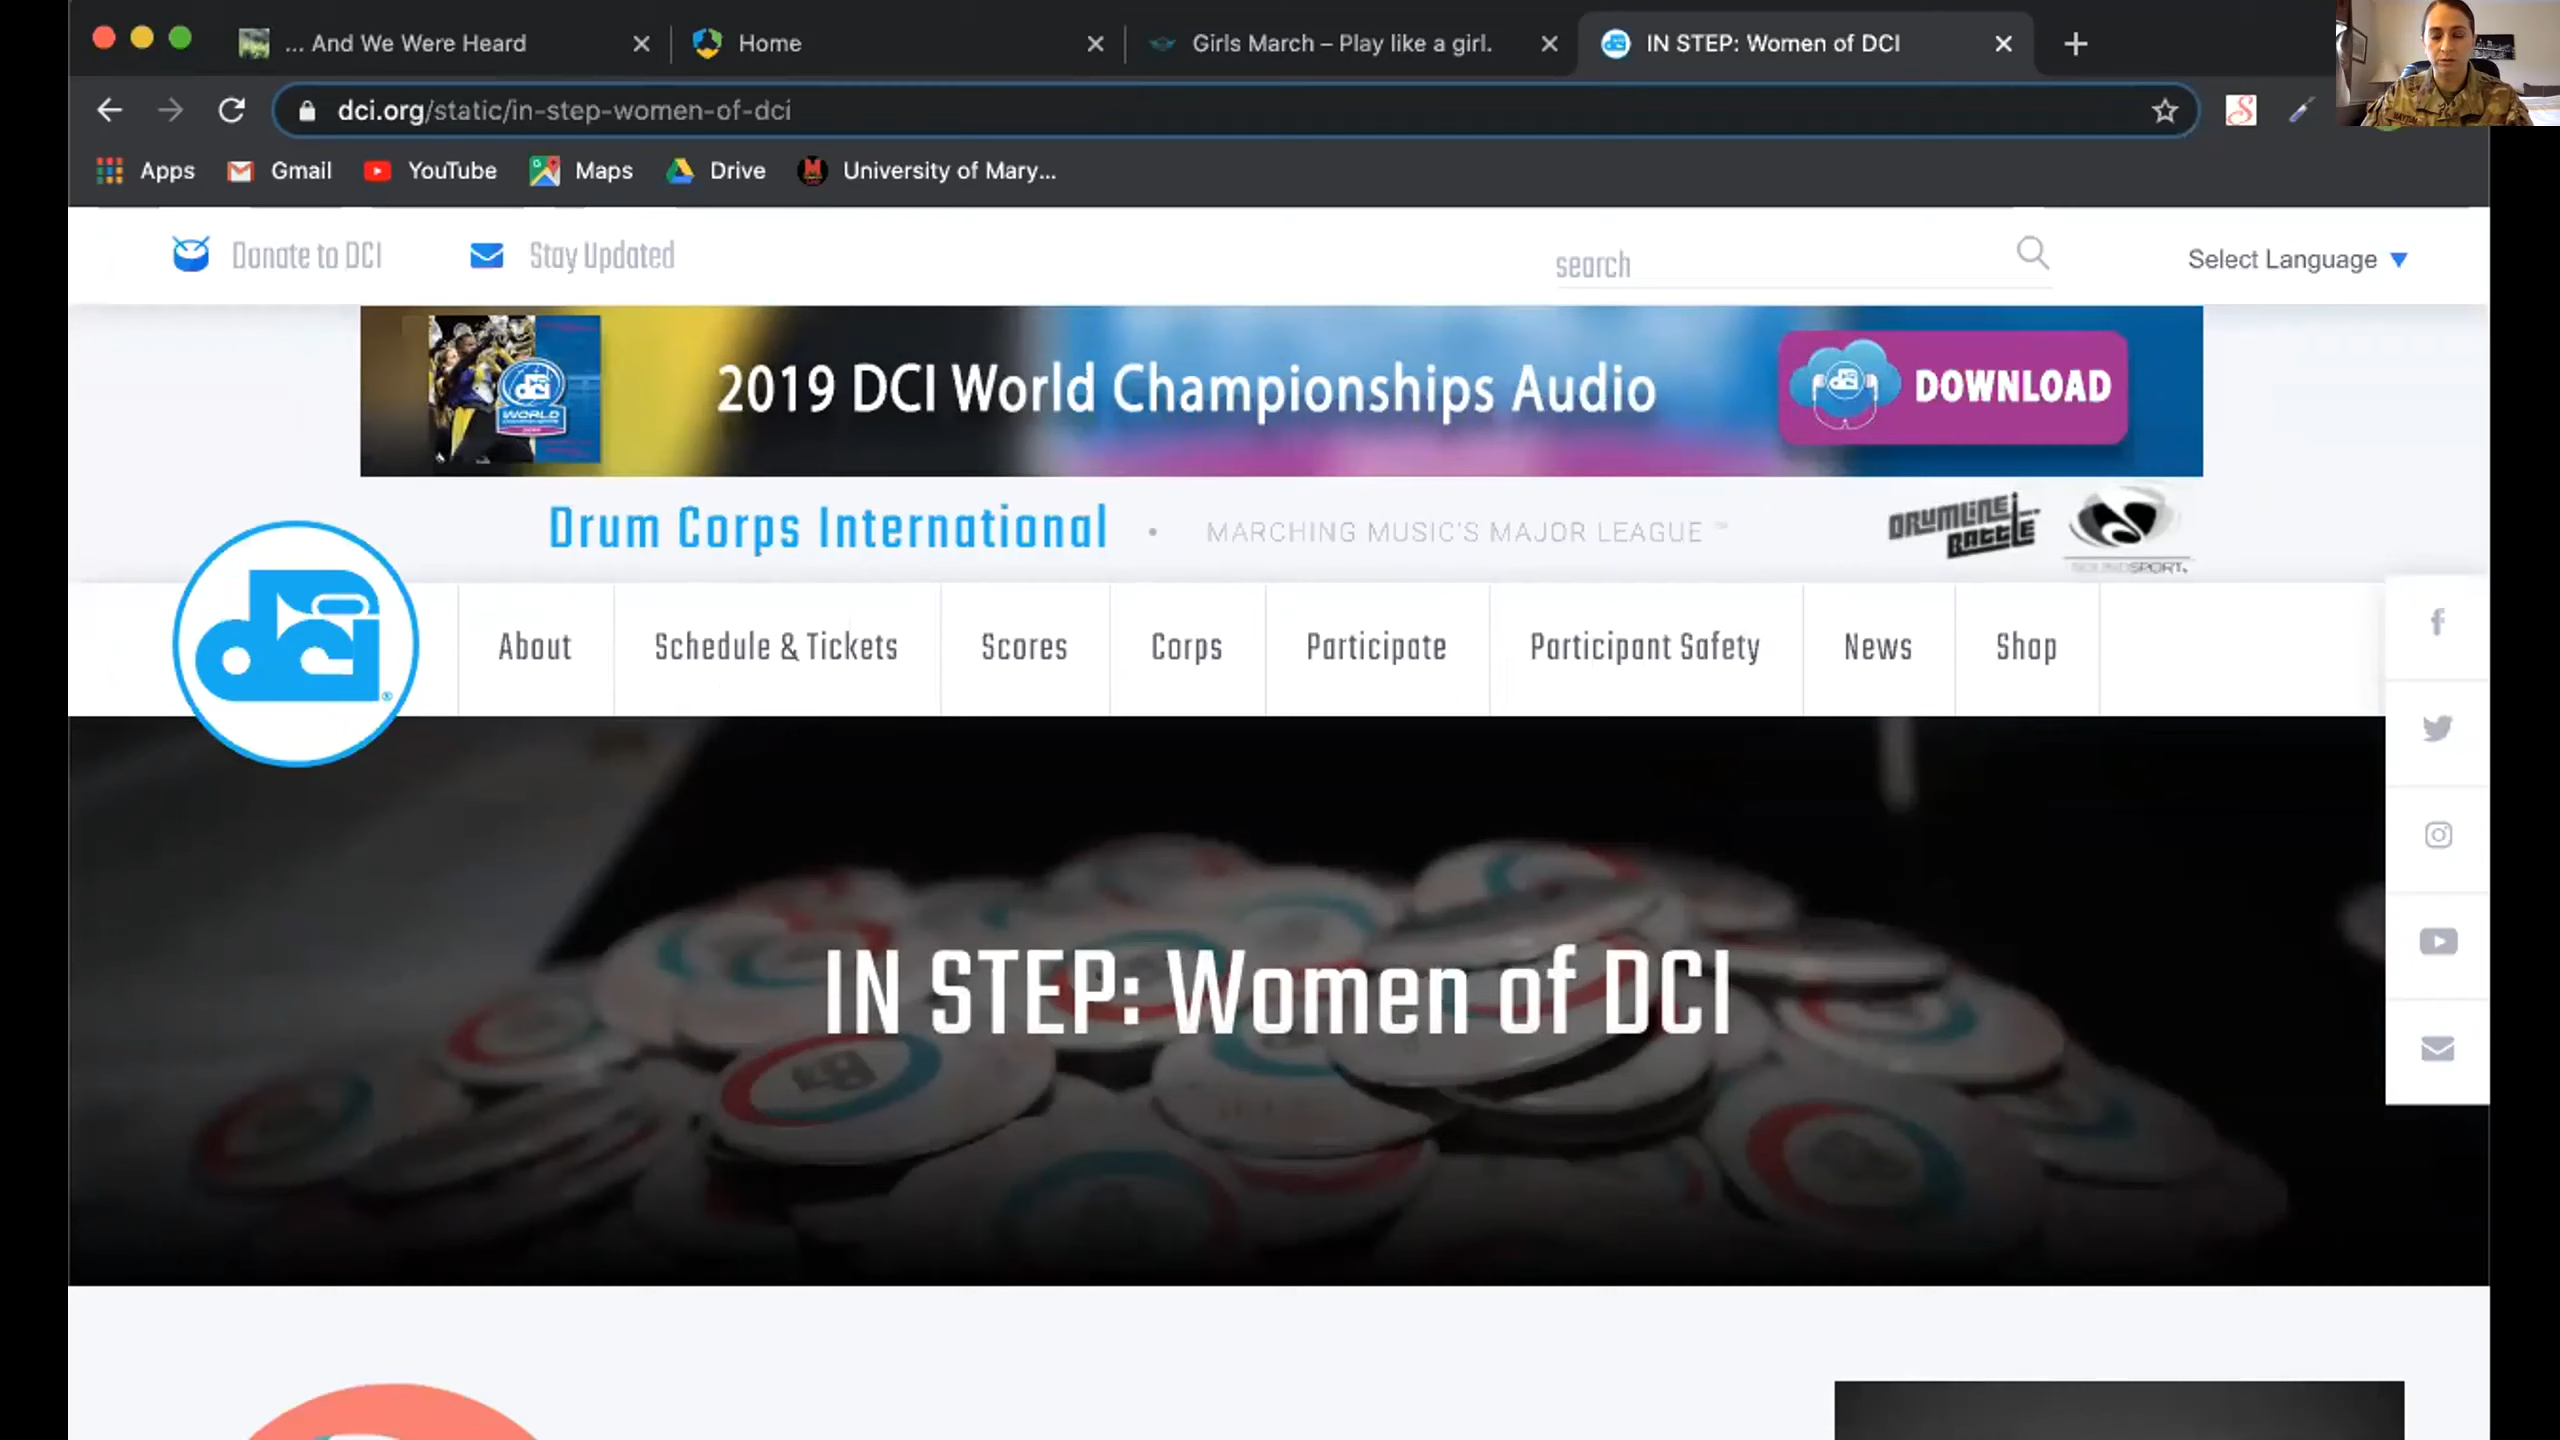 ... And We Were Heard
Home
Girls March – Play like a girl.
IN STEP: Women of DCI
dci.org/static/in-step-women-of-dci
Apps
Gmail
YouTube
Maps
Drive
University of Mary...
Donate to DCI
Stay Updated
search
Select Language
dci
WORLD
2019 DCI World Championships Audio
DOWNLOAD
Drum Corps International
•
MARCHING MUSIC'S MAJOR LEAGUE
DRUMLINE BATTLE
SOUNDSPORT
dci
About
Schedule & Tickets
Scores
Corps
Participate
Participant Safety
News
Shop
IN STEP: Women of DCI